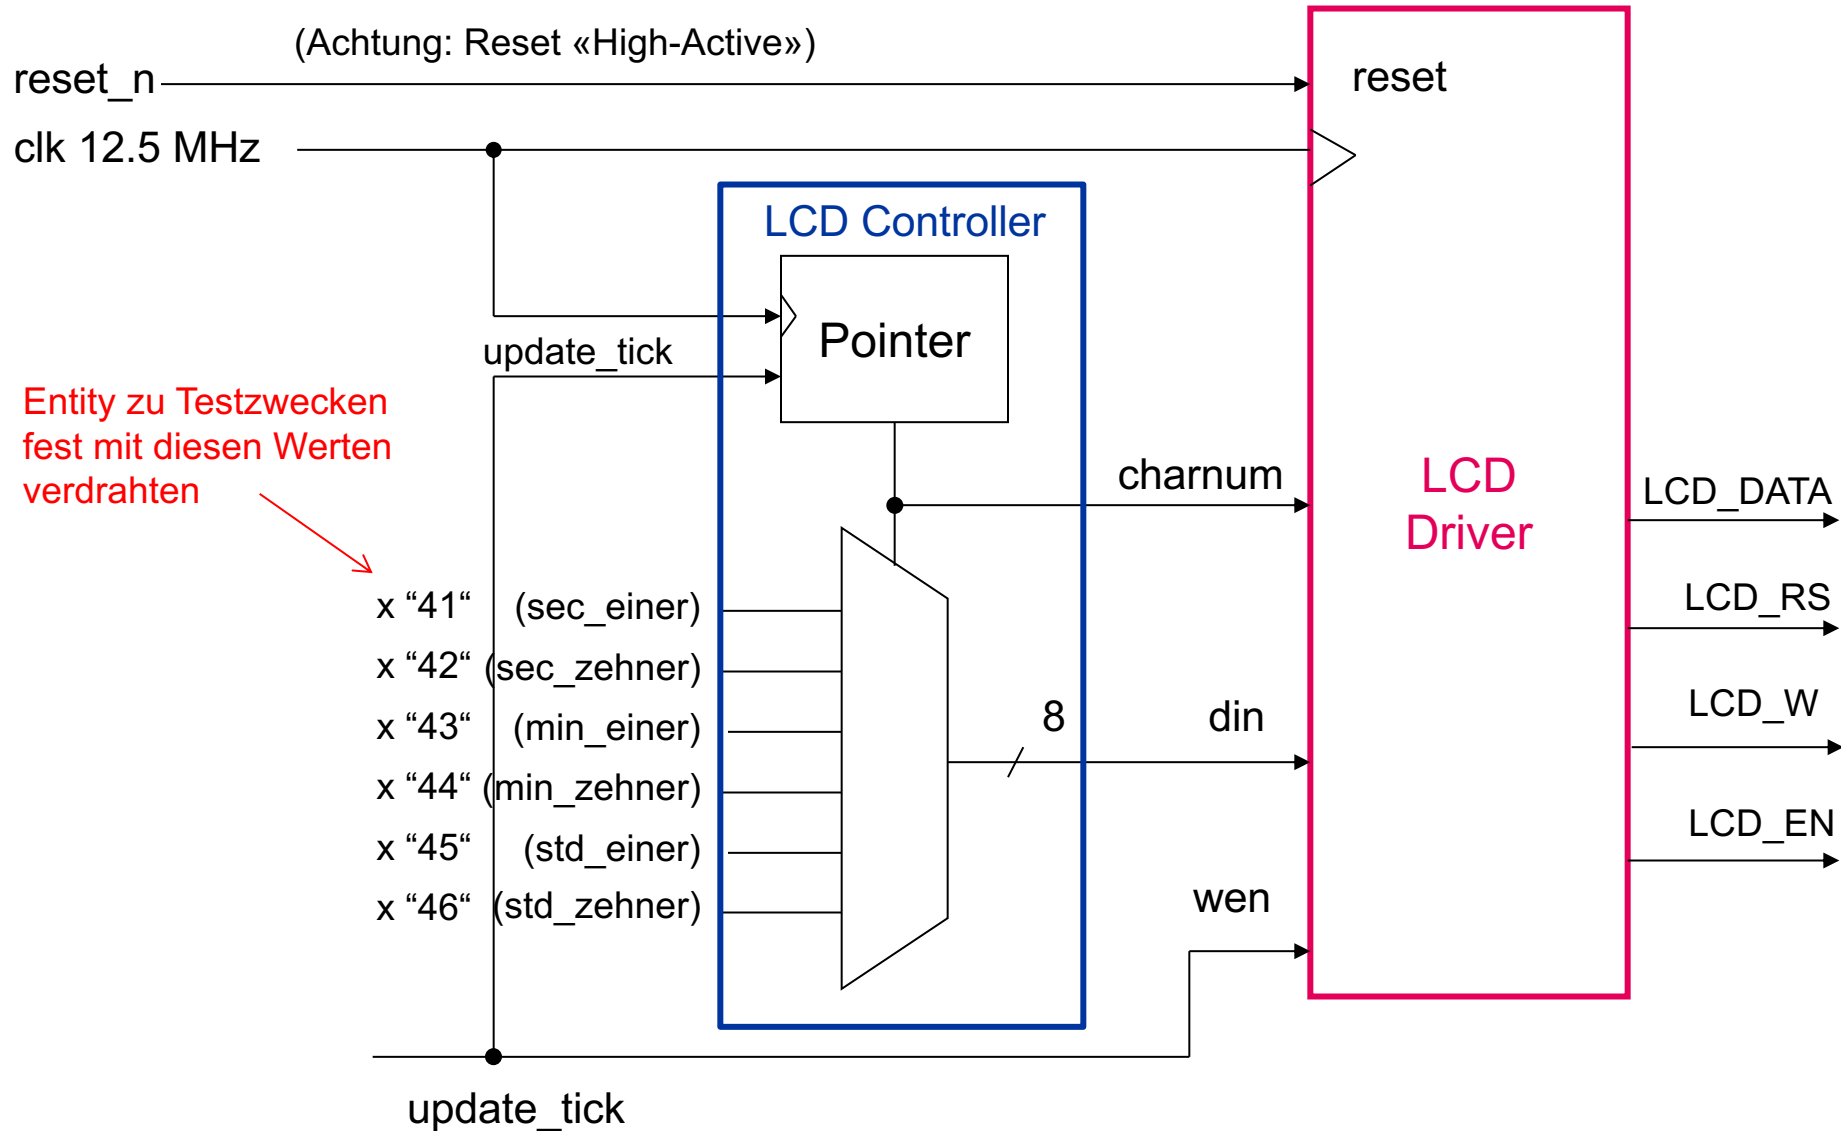 (Achtung: Reset «High-Active»)
reset_n
reset
clk 12.5 MHz
LCD Controller
Pointer
update_tick
Entity zu Testzwecken
fest mit diesen Werten
verdrahten
charnum
LCD
Driver
LCD_DATA
x “41“ (sec_einer)
LCD_RS
x “42“ (sec_zehner)
x “43“ (min_einer)
8
din
LCD_W
x “44“ (min_zehner)
x “45“ (std_einer)
LCD_EN
x “46“ (std_zehner)
wen
update_tick